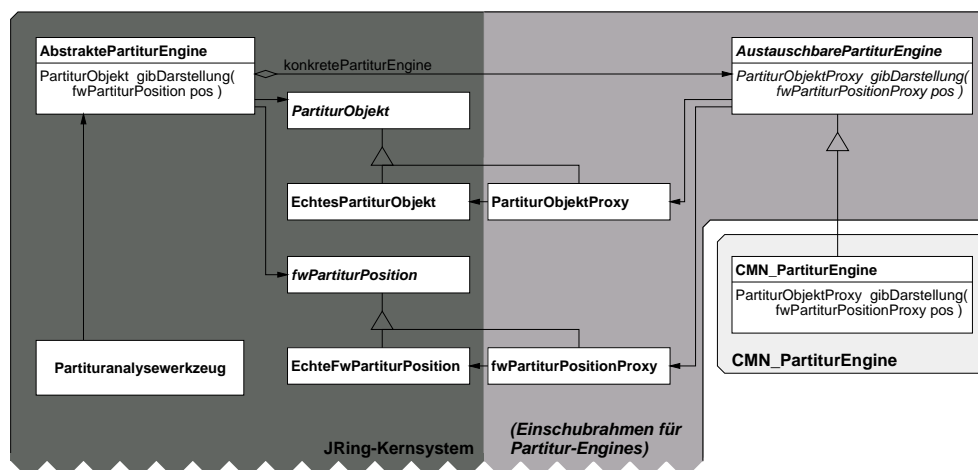 AbstraktePartiturEngine
PartiturObjekt gibDarstellung(
fwPartiturPosition pos )
konkretePartiturEngine
AustauschbarePartiturEngine
PartiturObjektProxy gibDarstellung(
fwPartiturPositionProxy pos )
PartiturObjekt
EchtesPartiturObjekt
PartiturObjektProxy
fwPartiturPosition
CMN_PartiturEngine
PartiturObjektProxy gibDarstellung(
fwPartiturPositionProxy pos )
Partituranalysewerkzeug
EchteFwPartiturPosition
fwPartiturPositionProxy
CMN_PartiturEngine
JRing-Kernsystem
(Einschubrahmen für
Partitur-Engines)